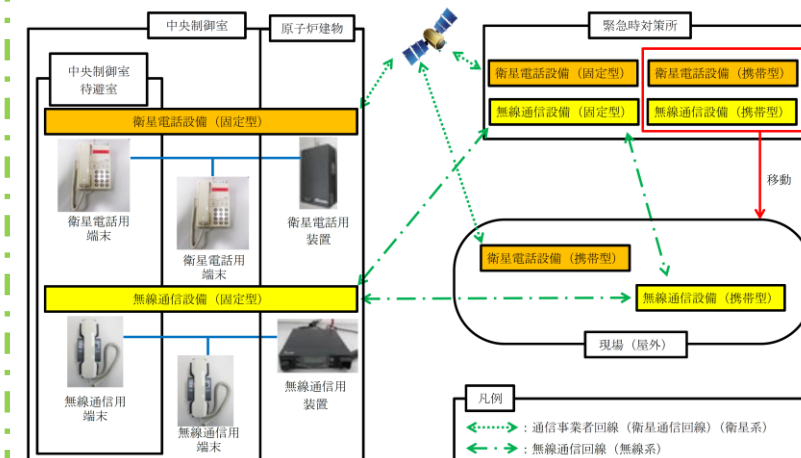 中央制御室
原子炉建物
緊急時対策所
中央制御室
待避室
衛星電話設備（固定型）
衛星電話設備（携帯型）
無線通信設備（固定型）
無線通信設備（携帯型）
衛星電話設備（固定型）
衛星電話用
端末
衛星電話用
端末
衛星電話用
装置
移動
衛星電話設備（携帯型）
無線通信設備（携帯型）
現場（屋外）
無線通信設備（固定型）
無線通信用
端末
無線通信用
端末
無線通信用
装置
凡例
：通信事業者回線（衛星通信回線）（衛星系）
：無線通信回線（無線系）